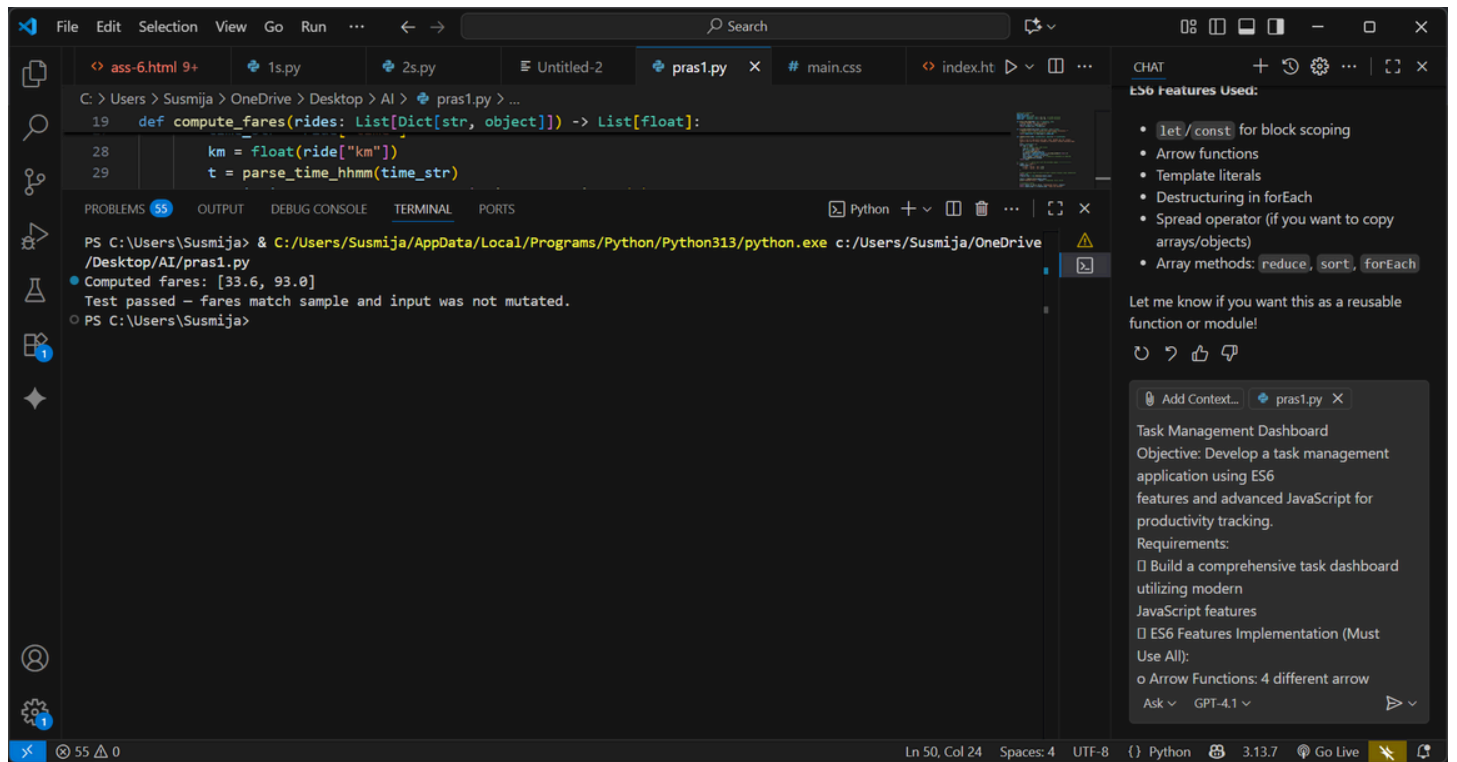 File Edit Selection View Go Run ··· Search
ass-6.html 9+ 1s.py 2s.py Untitled-2 pras1.py main.css index.ht
C: > Users > Susmija > OneDrive > Desktop > AI > pras1.py > ...
19 def compute_fares(rides: List[Dict[str, object]]) -> List[float]:
28 km = float(ride["km"])
29 t = parse_time_hhmm(time_str)
PROBLEMS 55 OUTPUT DEBUG CONSOLE TERMINAL PORTS Python
PS C:\Users\Susmija> & C:/Users/Susmija/AppData/Local/Programs/Python/Python313/python.exe c:/Users/Susmija/OneDrive
/Desktop/AI/pras1.py
Computed fares: [33.6, 93.0]
Test passed — fares match sample and input was not mutated.
PS C:\Users\Susmija>
CHAT
ES6 Features Used:
• let/const for block scoping
• Arrow functions
• Template literals
• Destructuring in forEach
• Spread operator (if you want to copy
arrays/objects)
• Array methods: reduce, sort, forEach
Let me know if you want this as a reusable
function or module!
Add Context... pras1.py
Task Management Dashboard
Objective: Develop a task management
application using ES6
features and advanced JavaScript for
productivity tracking.
Requirements:
▯ Build a comprehensive task dashboard
utilizing modern
JavaScript features
▯ ES6 Features Implementation (Must
Use All):
o Arrow Functions: 4 different arrow
Ask GPT-4.1
1
1
55 0 Ln 50, Col 24 Spaces: 4 UTF-8 {} Python 3.13.7 Go Live